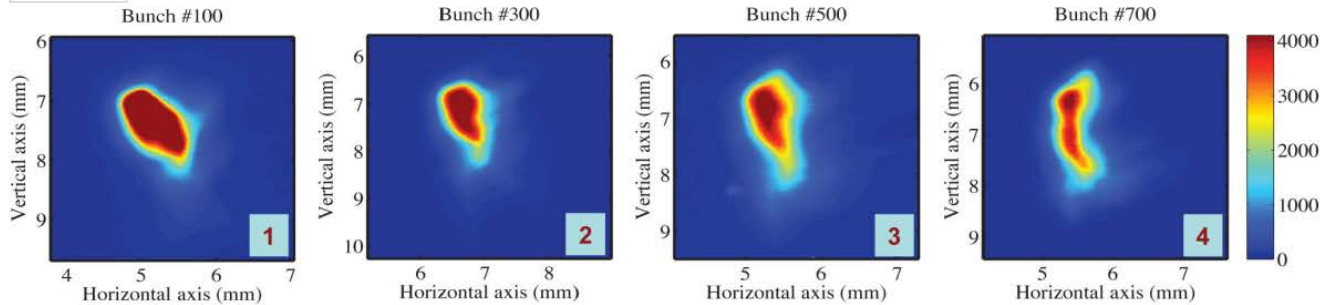 Bunch #100
Bunch #300
Bunch #500
Bunch #700
Vertical axis (mm)
6
7
8
9
4 5 6 7
Horizontal axis (mm)
1
Vertical axis (mm)
6
7
8
9
10
6 7 8
Horizontal axis (mm)
2
Vertical axis (mm)
6
7
8
9
5 6 7
Horizontal axis (mm)
3
Vertical axis (mm)
6
7
8
9
5 6 7
Horizontal axis (mm)
4
4000
3000
2000
1000
0